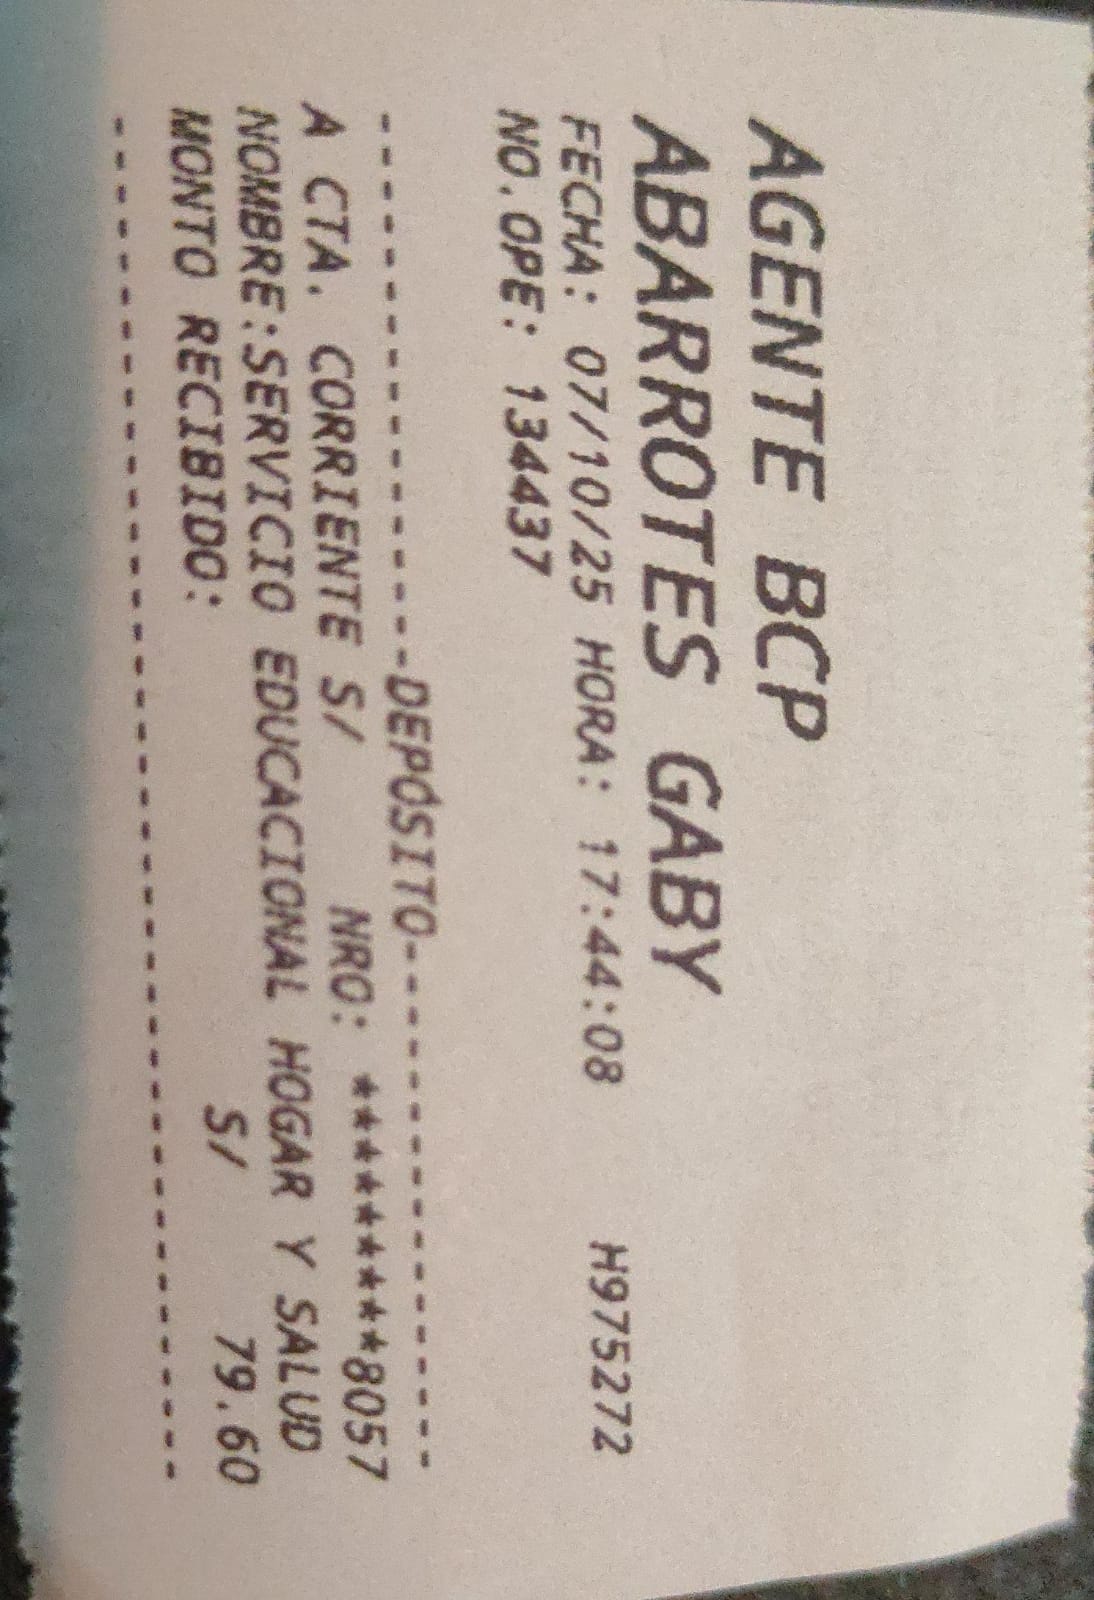 AGENTE BCP
ABARROTES GABY
FECHA: 07/10/25 HORA: 17:44:08 H975272
NO.OPE: 134437
--------------------DEPÓSITO--------------------
A CTA. CORRIENTE S/ NRO: **********8057
NOMBRE:SERVICIO EDUCACIONAL HOGAR Y SALUD
MONTO RECIBIDO: S/ 79.60
------------------------------------------------